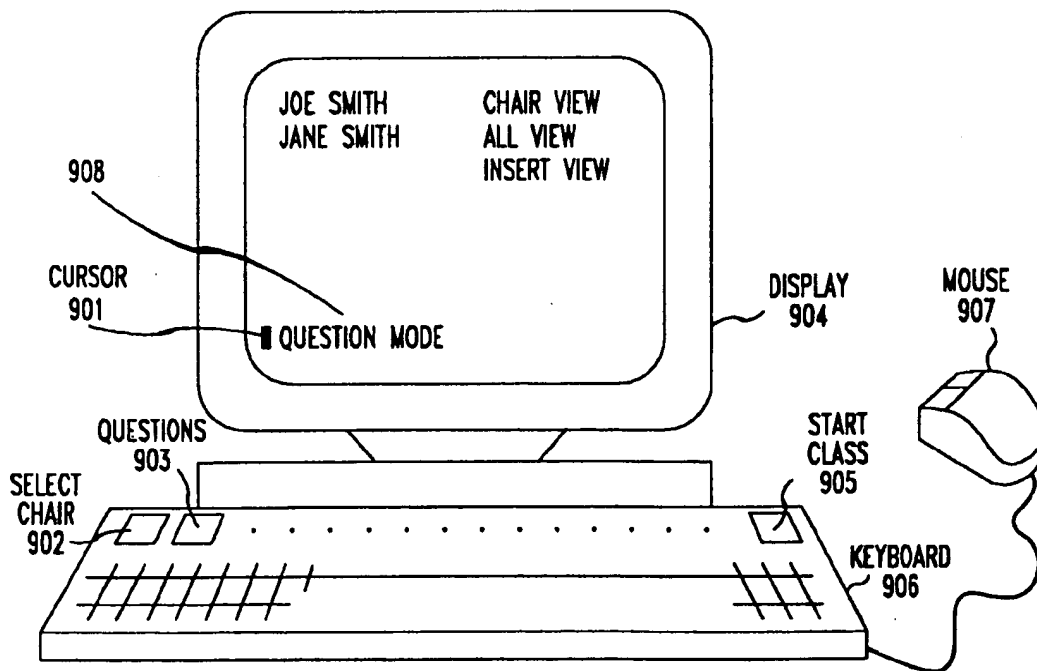 JOE SMITH CHAIR VIEW
JANE SMITH ALL VIEW
INSERT VIEW
908
CURSOR
901
QUESTION MODE
DISPLAY
904
MOUSE
907
QUESTIONS
903
START
CLASS
905
SELECT
CHAIR
902
KEYBOARD
906